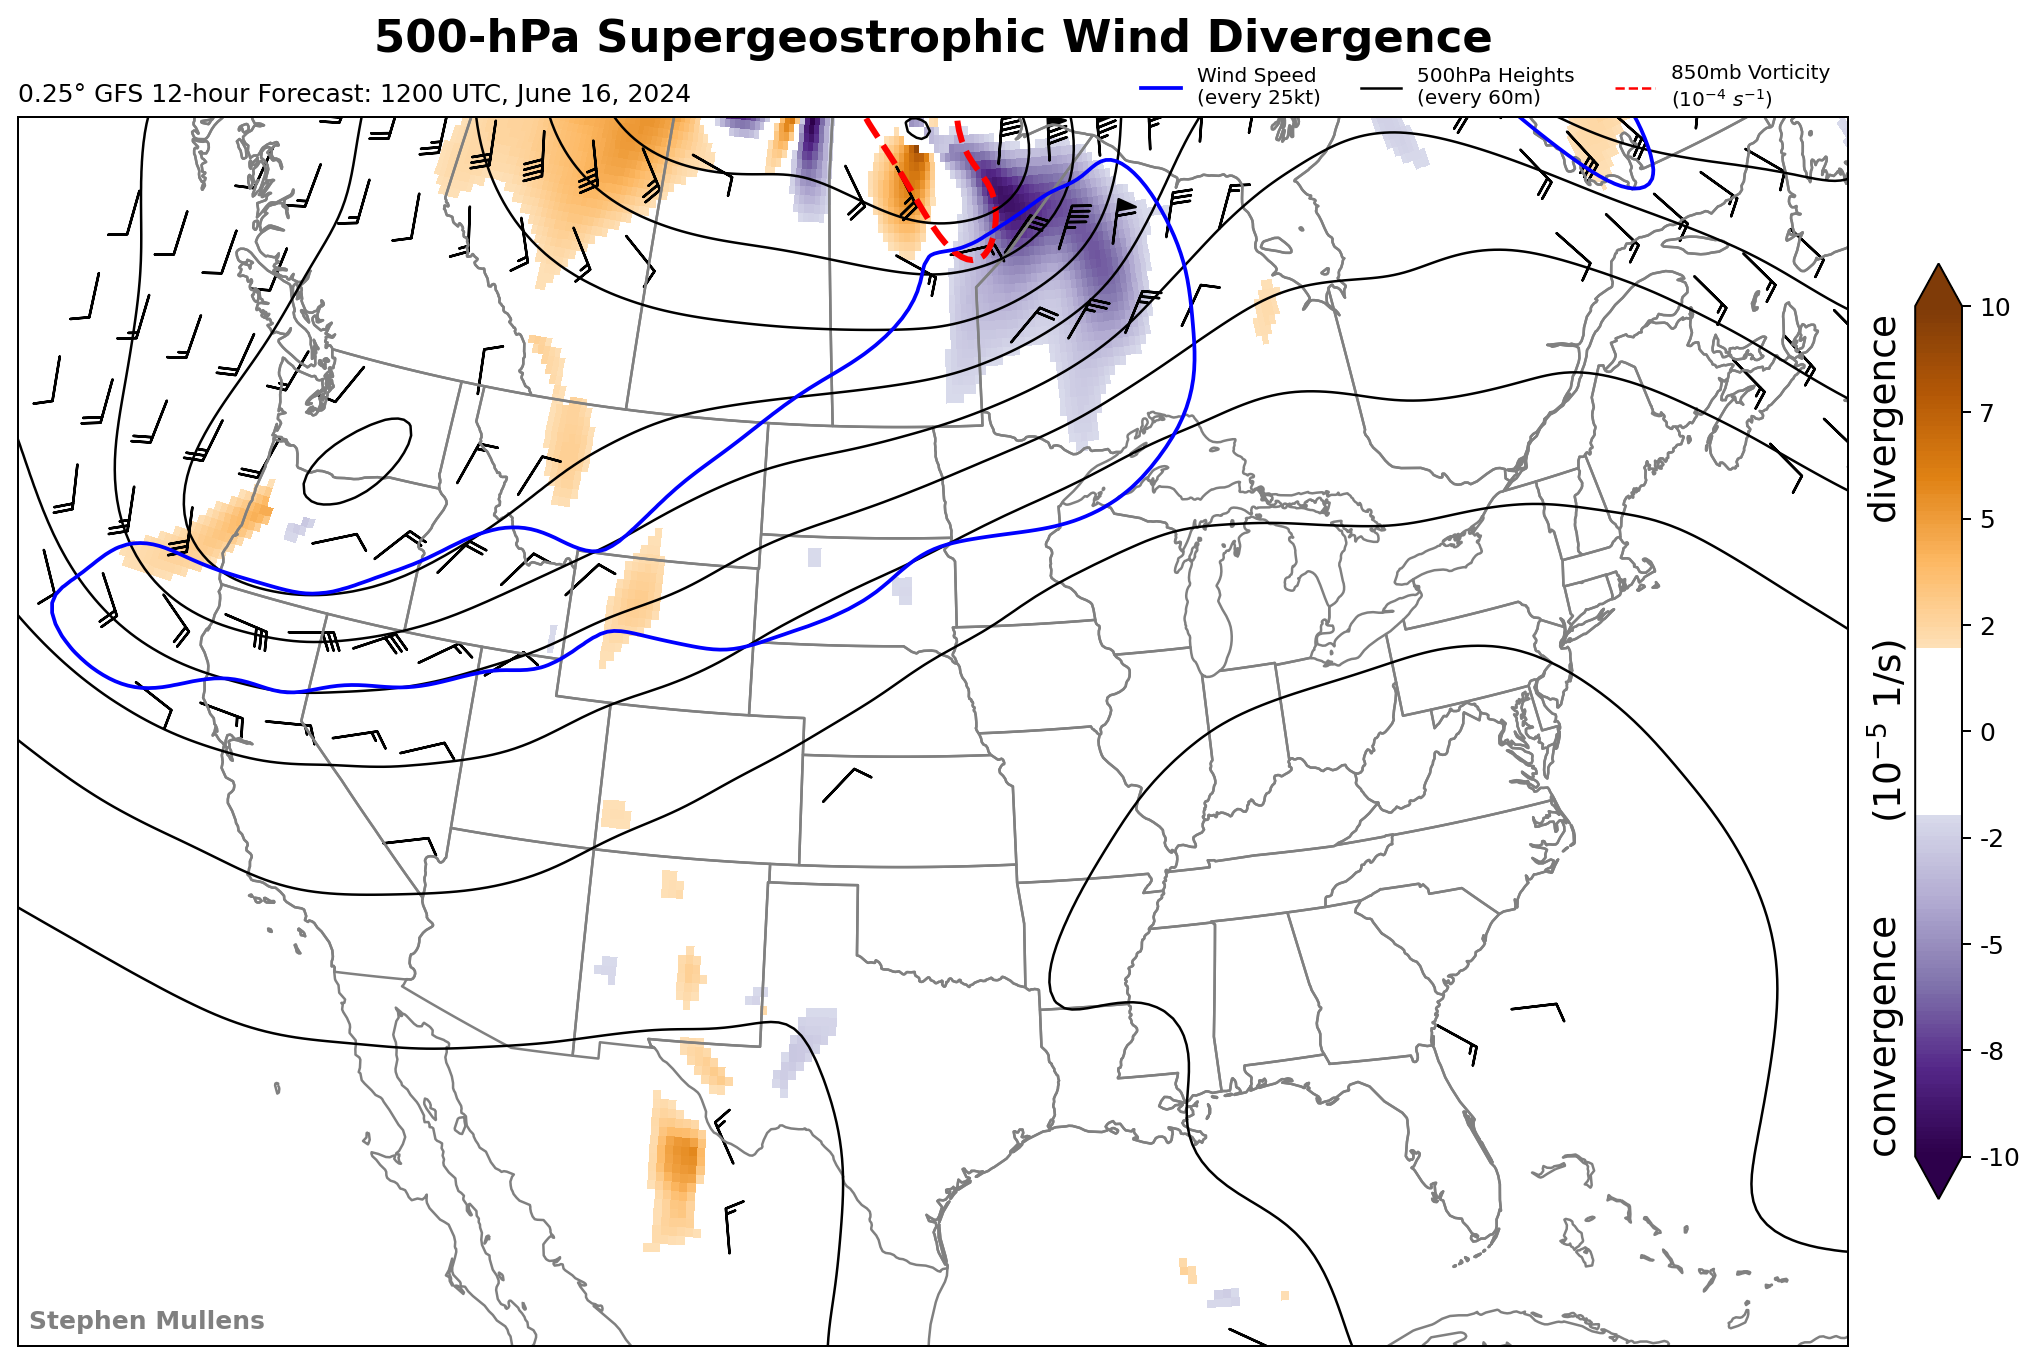 500-hPa Supergeostrophic Wind Divergence
0.25° GFS 12-hour Forecast: 1200 UTC, June 16, 2024
Wind Speed
(every 25kt)
500hPa Heights
(every 60m)
850mb Vorticity
(10⁻⁴ s⁻¹)
10
7
5
2
0
-2
-5
-8
-10
convergence (10⁻⁵ 1/s) divergence
Stephen Mullens